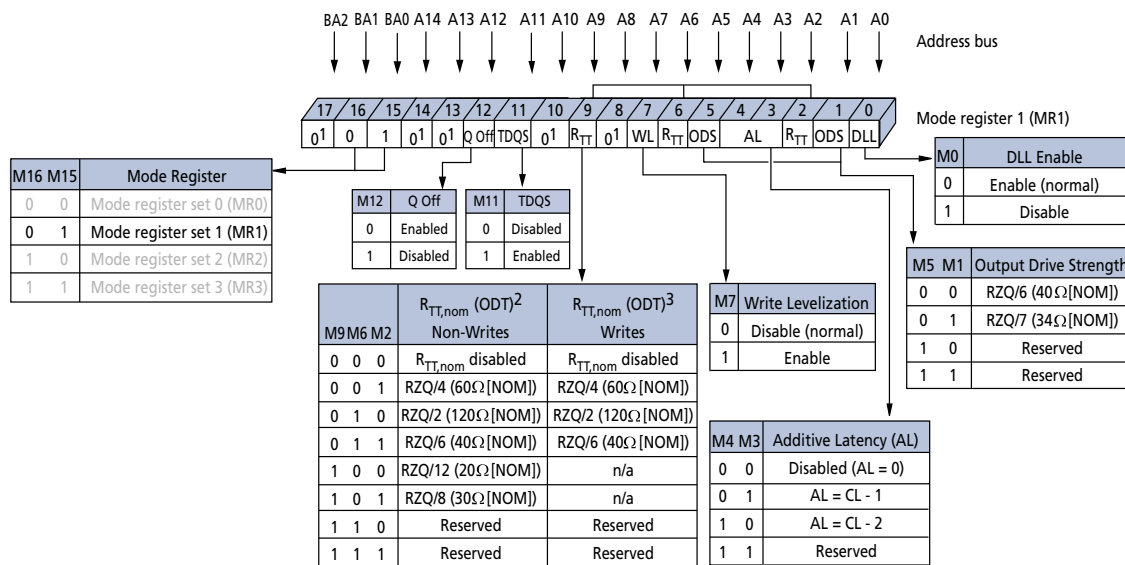 BA2 BA1 BA0 A14 A13 A12 A11 A10 A9 A8 A7 A6 A5 A4 A3 A2 A1 A0
Address bus
17 16 15 14 13 12 11 10 9 8 7 6 5 4 3 2 1 0
Mode register 1 (MR1)
0¹ 0 1 0¹ 0¹ Q Off TDQS 0¹ RTT 0¹ WL RTT ODS AL RTT ODS DLL
M16 M15 Mode Register
0 0 Mode register set 0 (MR0)
0 1 Mode register set 1 (MR1)
1 0 Mode register set 2 (MR2)
1 1 Mode register set 3 (MR3)
M12 Q Off
0 Enabled
1 Disabled
M11 TDQS
0 Disabled
1 Enabled
M0 DLL Enable
0 Enable (normal)
1 Disable
M5 M1 Output Drive Strength
0 0 RZQ/6 (40Ω[NOM])
0 1 RZQ/7 (34Ω[NOM])
1 0 Reserved
1 1 Reserved
RTT,nom (ODT)² RTT,nom (ODT)³
M9 M6 M2 Non-Writes Writes
0 0 0 RTT,nom disabled RTT,nom disabled
0 0 1 RZQ/4 (60Ω[NOM]) RZQ/4 (60Ω[NOM])
0 1 0 RZQ/2 (120Ω[NOM]) RZQ/2 (120Ω[NOM])
0 1 1 RZQ/6 (40Ω[NOM]) RZQ/6 (40Ω[NOM])
1 0 0 RZQ/12 (20Ω[NOM]) n/a
1 0 1 RZQ/8 (30Ω[NOM]) n/a
1 1 0 Reserved Reserved
1 1 1 Reserved Reserved
M7 Write Levelization
0 Disable (normal)
1 Enable
M4 M3 Additive Latency (AL)
0 0 Disabled (AL = 0)
0 1 AL = CL - 1
1 0 AL = CL - 2
1 1 Reserved